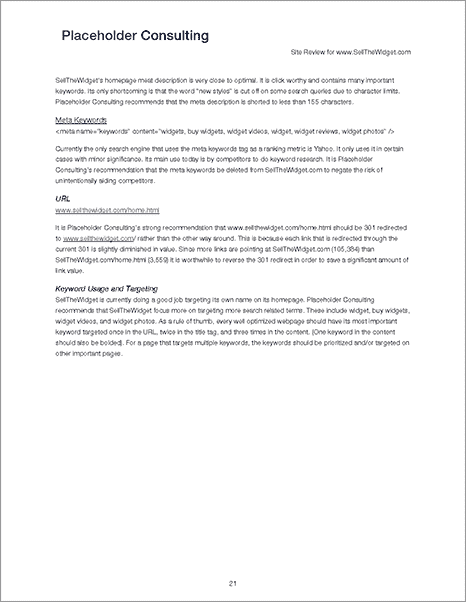 Placeholder Consulting
Site Review for www.SellTheWidget.com
SellTheWidget's homepage meat description is very close to optimal. It is click worthy and contains many important
keywords. Its only shortcoming is that the word "new styles" is cut off on some search queries due to character limits.
Placeholder Consulting recommends that the meta description is shorted to less than 155 characters.
Meta Keywords
<meta name="keywords" content="widgets, buy widgets, widget videos, widget, widget reviews, widget photos" />
Currently the only search engine that uses the meta keywords tag as a ranking metric is Yahoo. It only uses it in certain
cases with minor significance. Its main use today is by competitors to do keyword research. It is Placeholder
Consulting's recommendation that the meta keywords be deleted from SellTheWidget.com to negate the risk of
unintentionally aiding competitors.
URL
www.sellthewidget.com/home.html
It is Placeholder Consulting's strong recommendation that www.sellthewidget.com/home.html should be 301 redirected
to www.sellthewidget.com/ rather than the other way around. This is because each link that is redirected through the
current 301 is slightly diminished in value. Since more links are pointing at SellTheWidget.com (105,384) than
SellTheWidget.com/home.html (3,559) it is worthwhile to reverse the 301 redirect in order to save a significant amount of
link value.
Keyword Usage and Targeting
SellTheWidget is currently doing a good job targeting its own name on its homepage. Placeholder Consulting
recommends that SellTheWidget focus more on targeting more search related terms. These include widget, buy widgets,
widget videos, and widget photos. As a rule of thumb, every well optimized webpage should have its most important
keyword targeted once in the URL, twice in the title tag, and three times in the content. (One keyword in the content
should also be bolded). For a page that targets multiple keywords, the keywords should be prioritized and/or targeted on
other important pages.
21